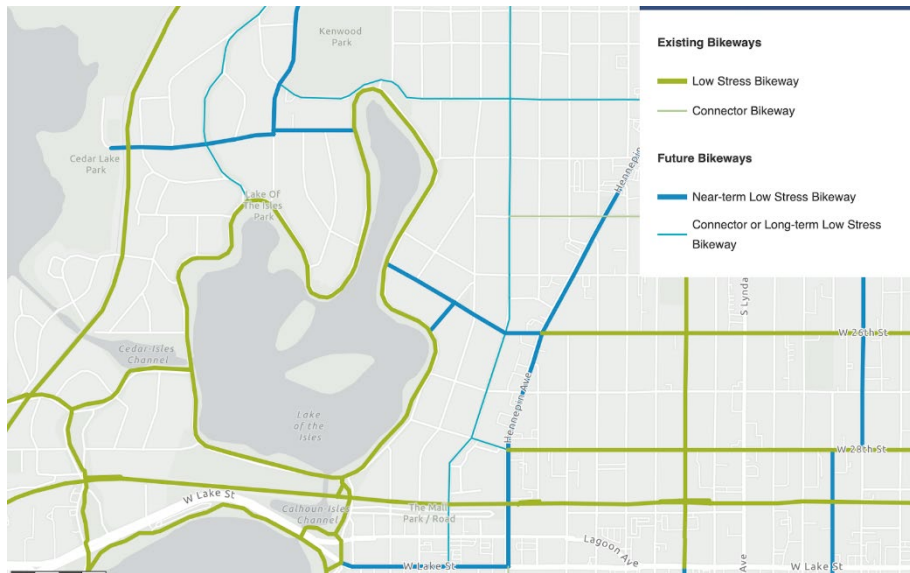 Kenwood
Park
Existing Bikeways
Low Stress Bikeway
Connector Bikeway
Future Bikeways
Near-term Low Stress Bikeway
Connector or Long-term Low Stress
Bikeway
Cedar Lake
Park
Hennepin
Lake Of
The Isles
Park
S Lynda
W 26th St
Cedar-Isles
Channel
Hennepin Ave
Lake
of the
Isles
W 28th St
W Lake St
The Mall
Park / Road
Calhoun-Isles
Channel
Lagoon Ave
W Lake St
Ave
W Lake St